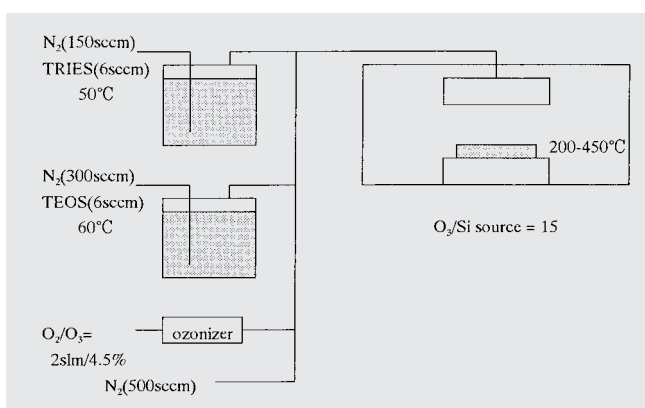 N₂(150sccm)
TRIES(6sccm)
50℃
200-450℃
N₂(300sccm)
TEOS(6sccm)
60℃
O₃/Si source = 15
O₂/O₃=
2slm/4.5%
ozonizer
N₂(500sccm)